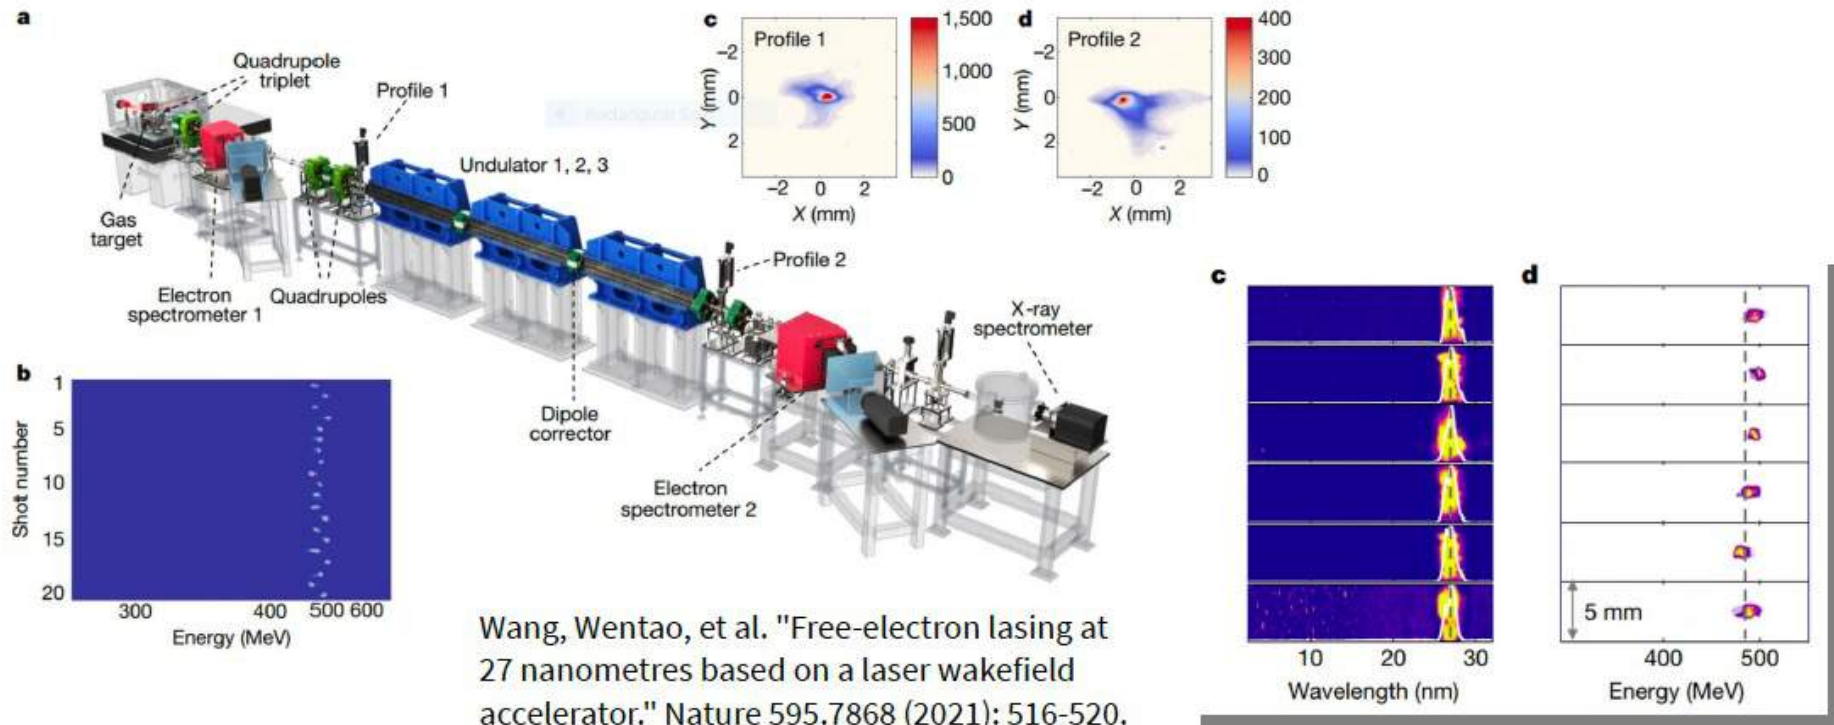 a
Quadrupole
triplet
Profile 1
Undulator 1, 2, 3
Gas
target
Electron
spectrometer 1
Quadrupoles
Profile 2
X-ray
spectrometer
Dipole
corrector
Electron
spectrometer 2
b
Shot number
1
5
10
15
20
300 400 500 600
Energy (MeV)
c
Profile 1
Y (mm)
−2
0
2
−2 0 2
X (mm)
1,500
1,000
500
0
d
Profile 2
Y (mm)
−2
0
2
−2 0 2
X (mm)
400
300
200
100
0
c
10 20 30
Wavelength (nm)
d
5 mm
400 500
Energy (MeV)
Wang, Wentao, et al. "Free-electron lasing at
27 nanometres based on a laser wakefield
accelerator." Nature 595.7868 (2021): 516-520.